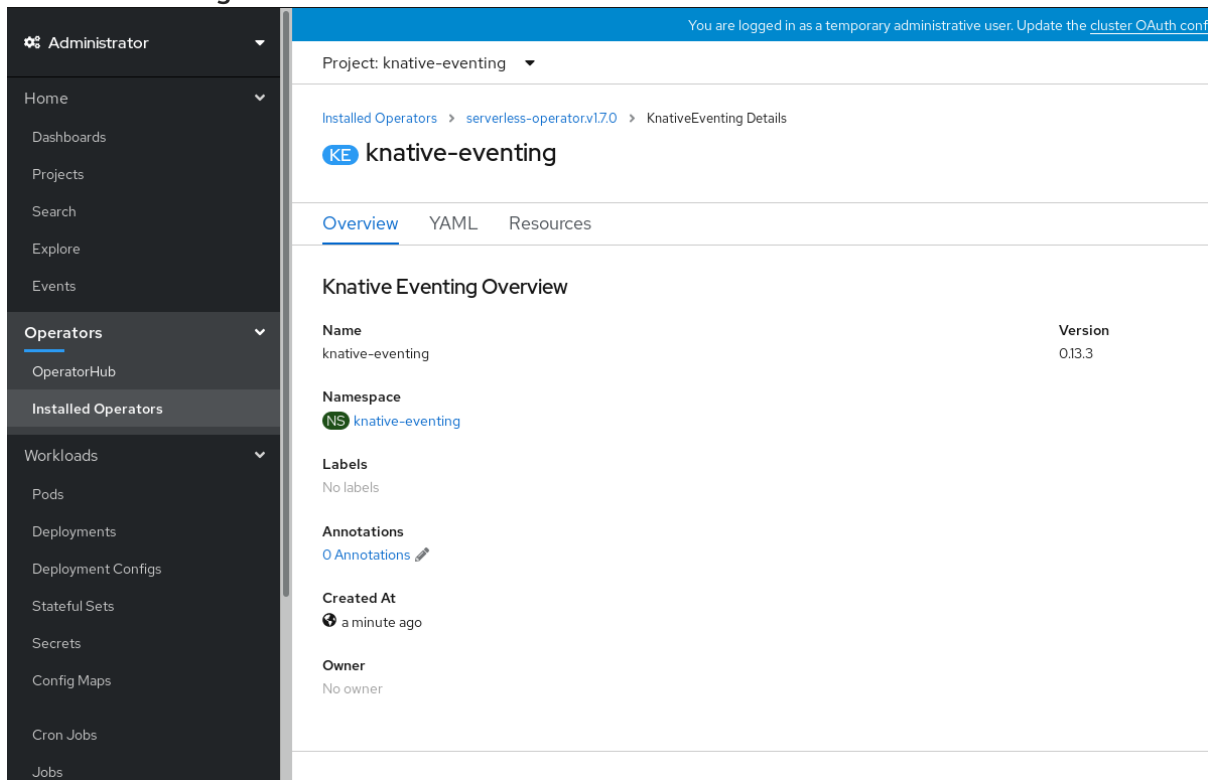 You are logged in as a temporary administrative user. Update the cluster OAuth conf
Administrator
Home
Dashboards
Projects
Search
Explore
Events
Operators
OperatorHub
Installed Operators
Workloads
Pods
Deployments
Deployment Configs
Stateful Sets
Secrets
Config Maps
Cron Jobs
Jobs
Project: knative-eventing
Installed Operators > serverless-operator.v1.7.0 > KnativeEventing Details
KE knative-eventing
Overview YAML Resources
Knative Eventing Overview
Name
knative-eventing
Version
0.13.3
Namespace
NS knative-eventing
Labels
No labels
Annotations
0 Annotations
Created At
a minute ago
Owner
No owner